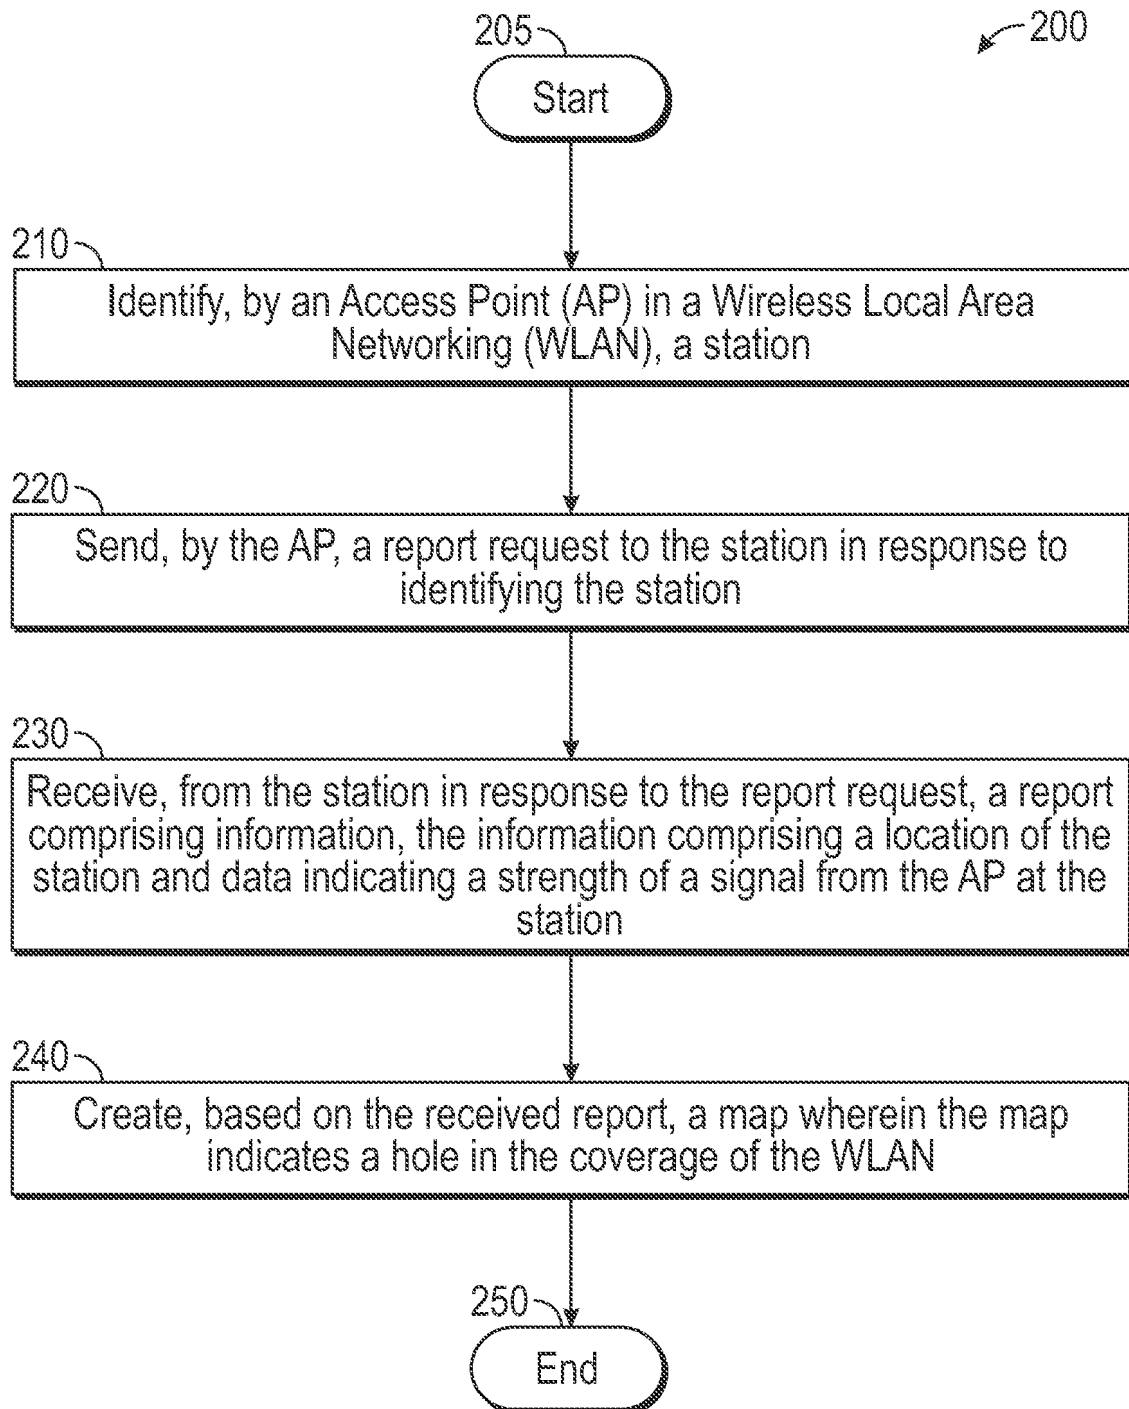 205
200
Start
210
Identify, by an Access Point (AP) in a Wireless Local Area
Networking (WLAN), a station
220
Send, by the AP, a report request to the station in response to
identifying the station
230
Receive, from the station in response to the report request, a report
comprising information, the information comprising a location of the
station and data indicating a strength of a signal from the AP at the
station
240
Create, based on the received report, a map wherein the map
indicates a hole in the coverage of the WLAN
250
End